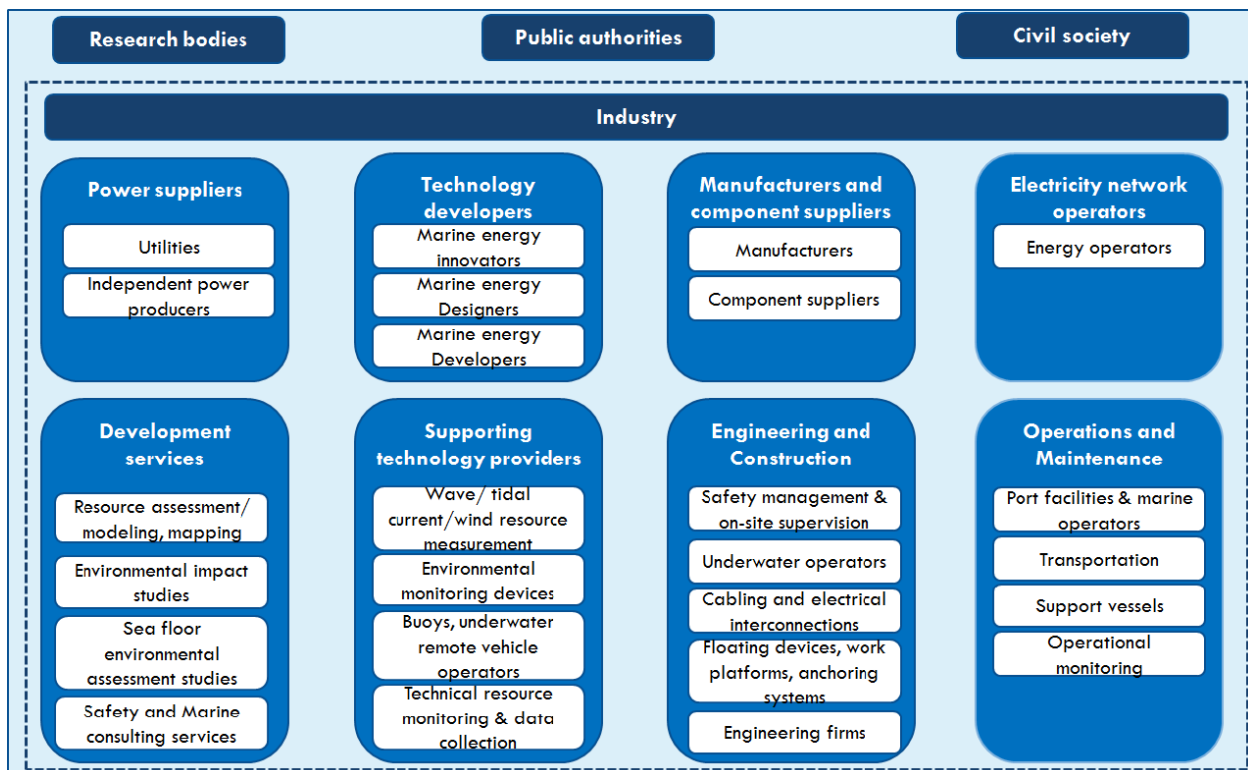 Research bodies
Public authorities
Civil society
Industry
Power suppliers
Utilities
Independent power
producers
Technology
developers
Marine energy
innovators
Marine energy
Designers
Marine energy
Developers
Manufacturers and
component suppliers
Manufacturers
Component suppliers
Electricity network
operators
Energy operators
Development
services
Resource assessment/
modeling, mapping
Environmental impact
studies
Sea floor
environmental
assessment studies
Safety and Marine
consulting services
Supporting
technology providers
Wave/ tidal
current/wind resource
measurement
Environmental
monitoring devices
Buoys, underwater
remote vehicle
operators
Technical resource
monitoring & data
collection
Engineering and
Construction
Safety management &
on-site supervision
Underwater operators
Cabling and electrical
interconnections
Floating devices, work
platforms, anchoring
systems
Engineering firms
Operations and
Maintenance
Port facilities & marine
operators
Transportation
Support vessels
Operational
monitoring